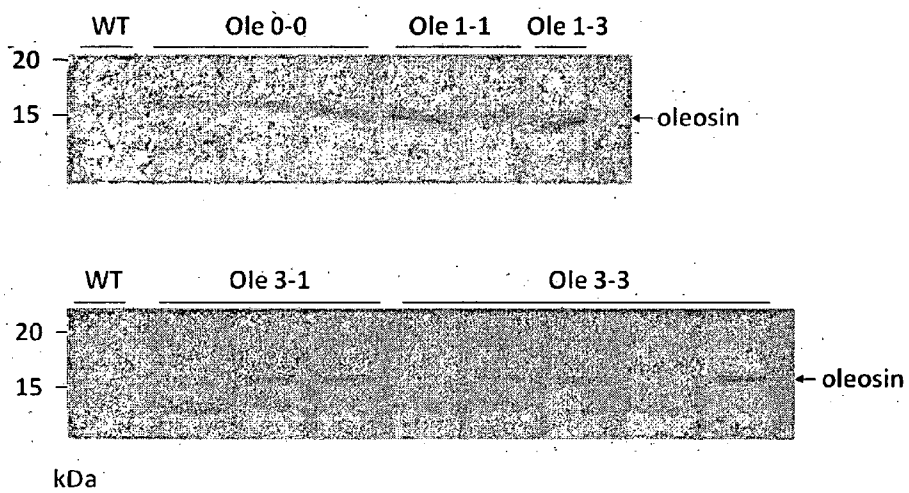 WT Ole 0-0 Ole 1-1 Ole 1-3
20
15
oleosin
WT Ole 3-1 Ole 3-3
20
15
oleosin
kDa